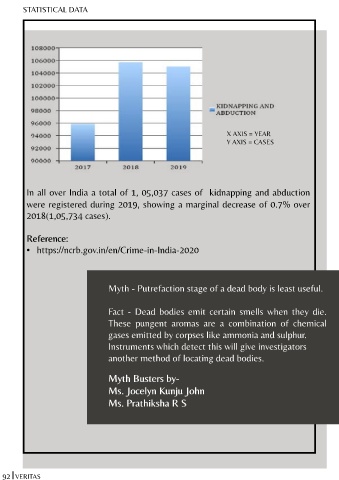 STATISTICAL DATA
108000
106000
104000
102000
100000
98000
96000
94000
92000
90000
2017 2018 2019
KIDNAPPING AND
ABDUCTION
X AXIS = YEAR
Y AXIS = CASES
In all over India a total of 1, 05,037 cases of kidnapping and abduction
were registered during 2019, showing a marginal decrease of 0.7% over
2018(1,05,734 cases).
Reference:
• https://ncrb.gov.in/en/Crime-in-India-2020
Myth - Putrefaction stage of a dead body is least useful.
Fact - Dead bodies emit certain smells when they die.
These pungent aromas are a combination of chemical
gases emitted by corpses like ammonia and sulphur.
Instruments which detect this will give investigators
another method of locating dead bodies.
Myth Busters by-
Ms. Jocelyn Kunju John
Ms. Prathiksha R S
92 VERITAS